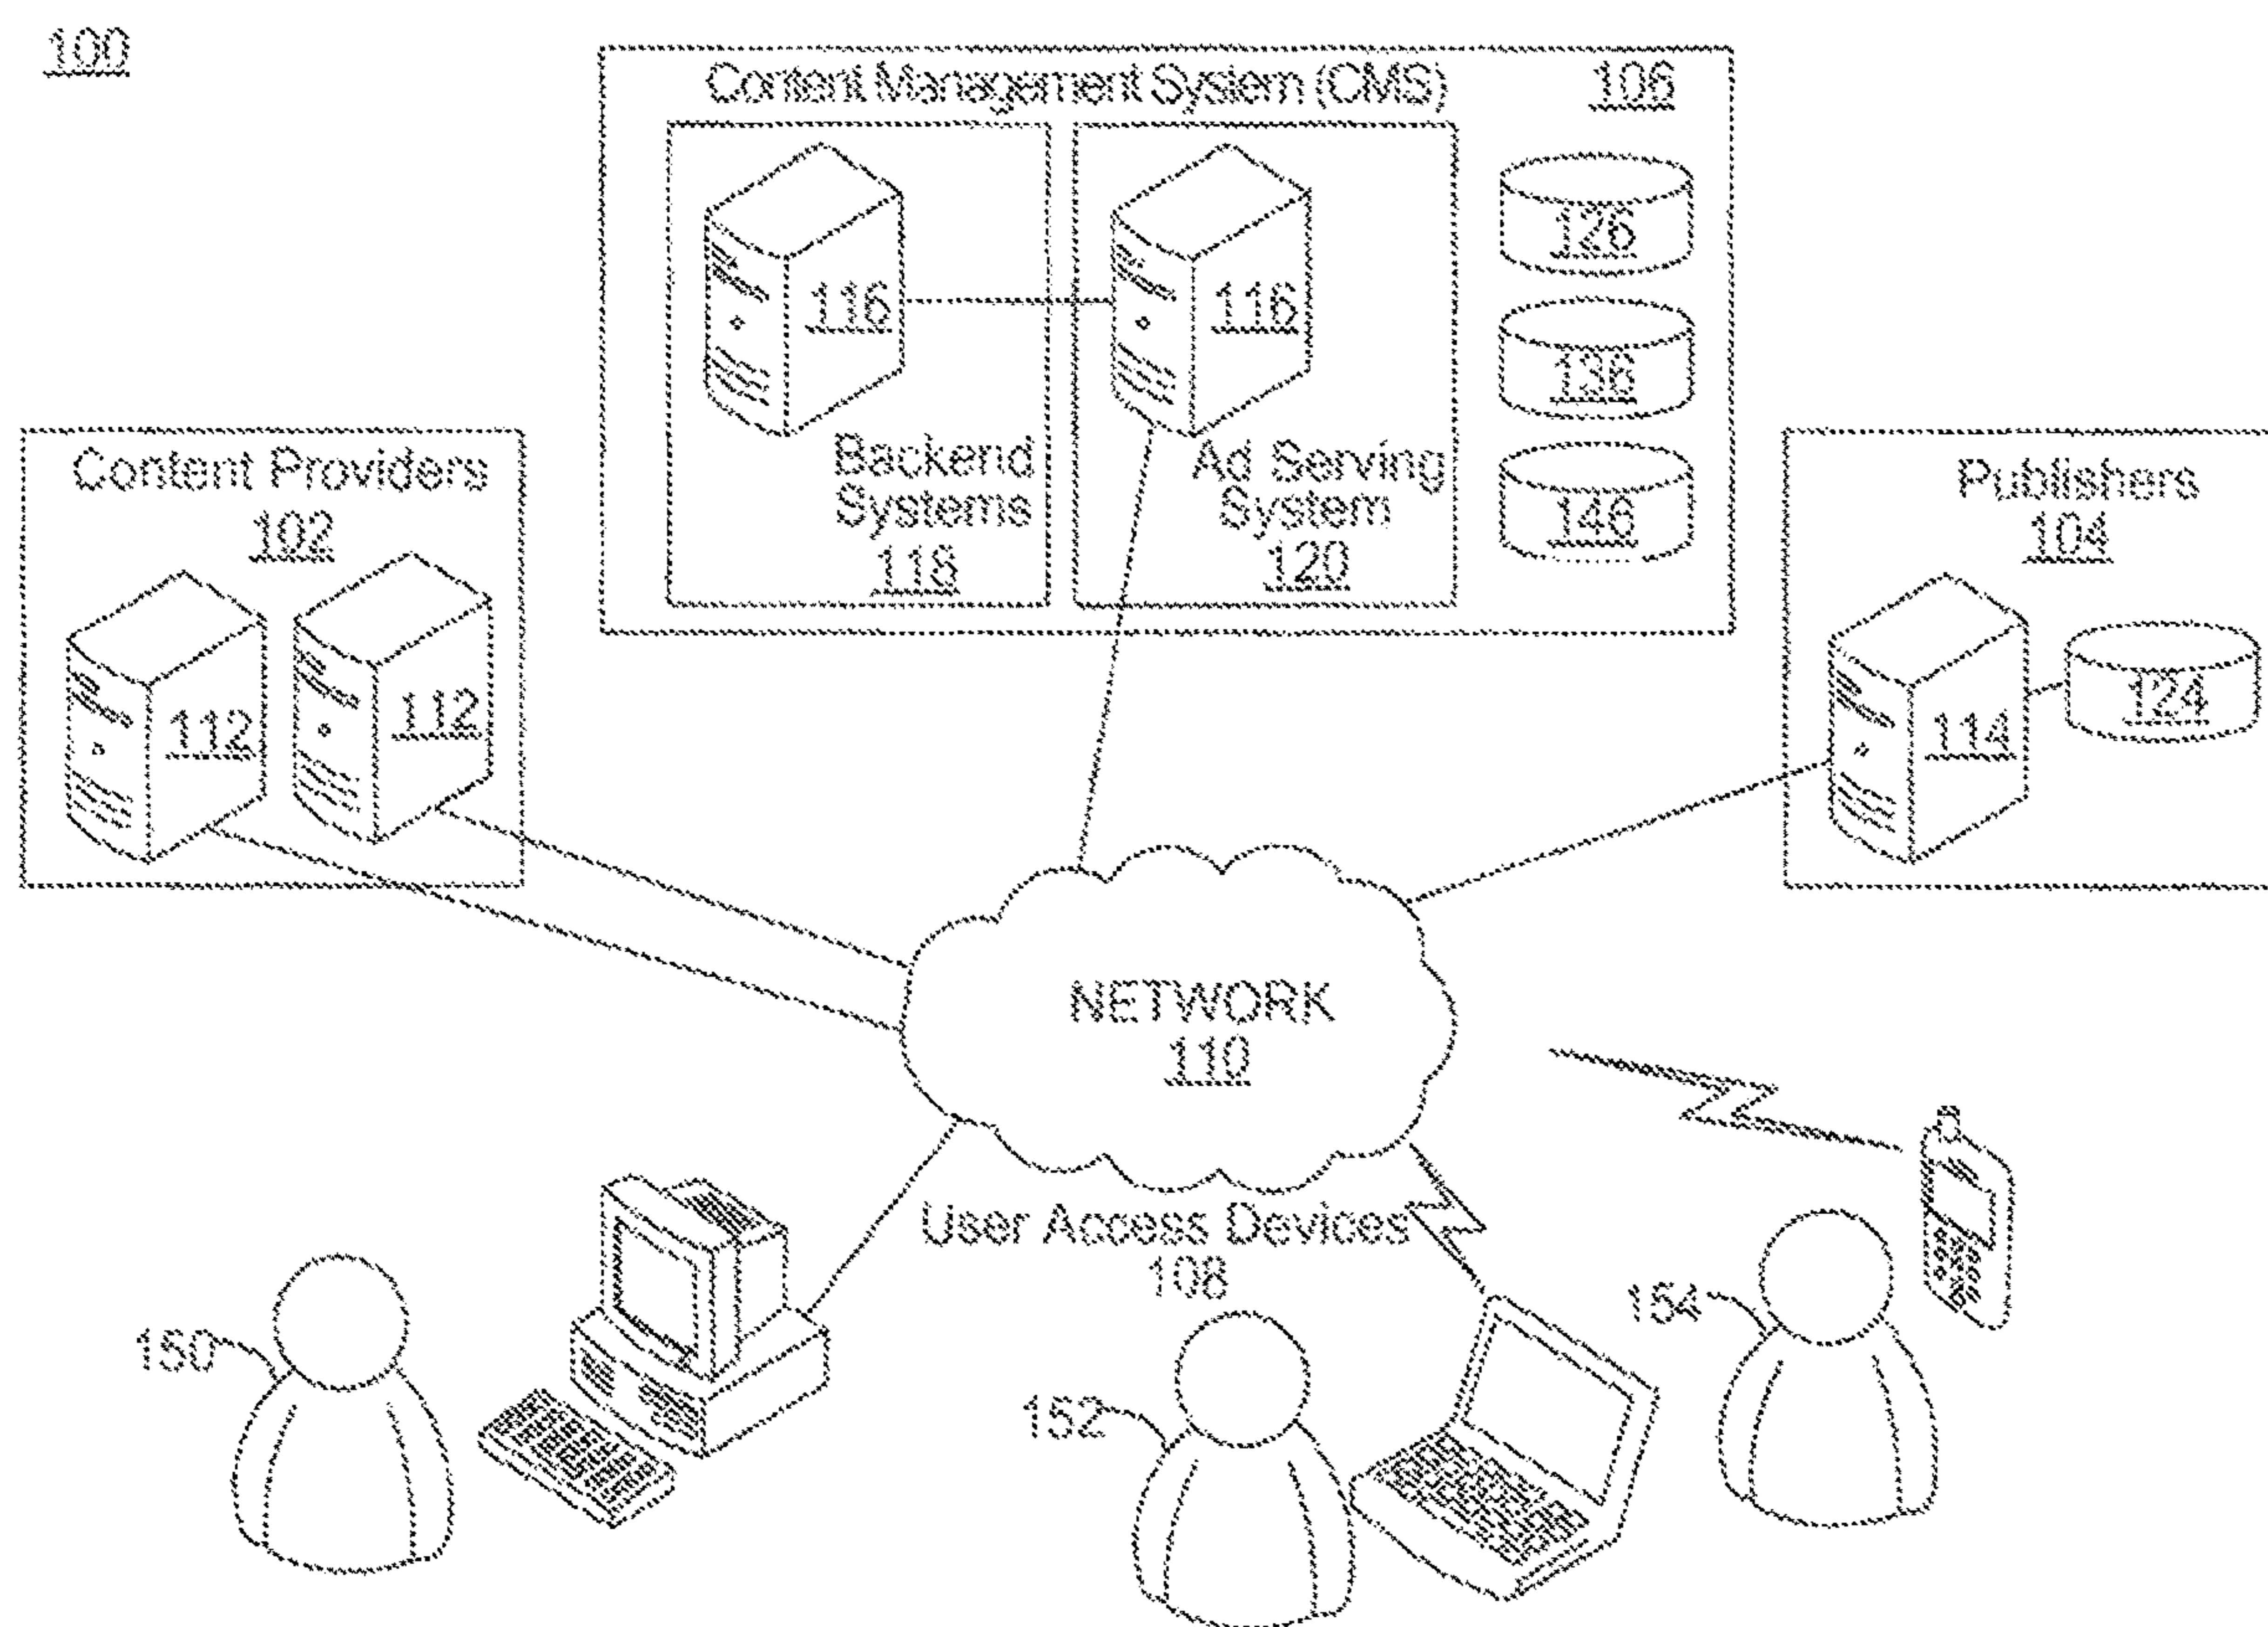 100
Content Management System (CMS)
106
116
116
126
136
146
Backend
Systems
118
Ad Serving
System
120
Content Providers
102
112
112
Publishers
104
114
124
NETWORK
110
User Access Devices
108
150
152
154